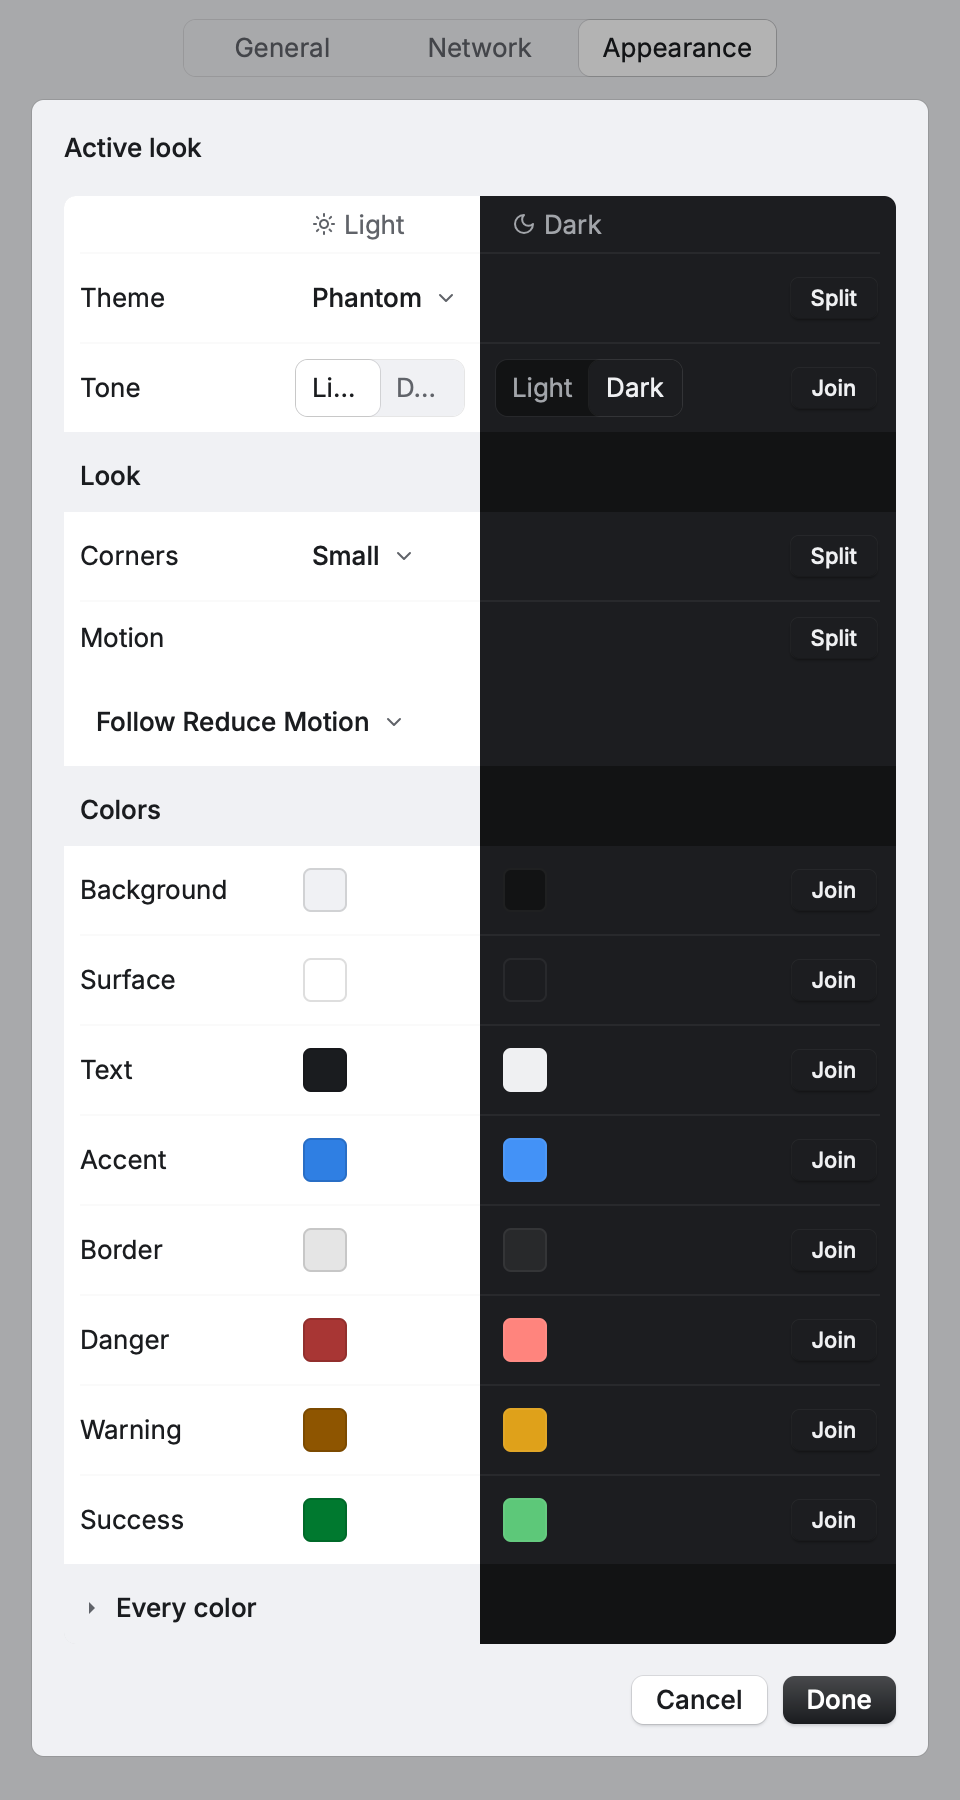 General Network Appearance
Active look
Light Dark
Theme Phantom Split
Tone Li... D... Light Dark Join
Look
Corners Small Split
Motion Split
Follow Reduce Motion
Colors
Background Join
Surface Join
Text Join
Accent Join
Border Join
Danger Join
Warning Join
Success Join
Every color
Cancel Done